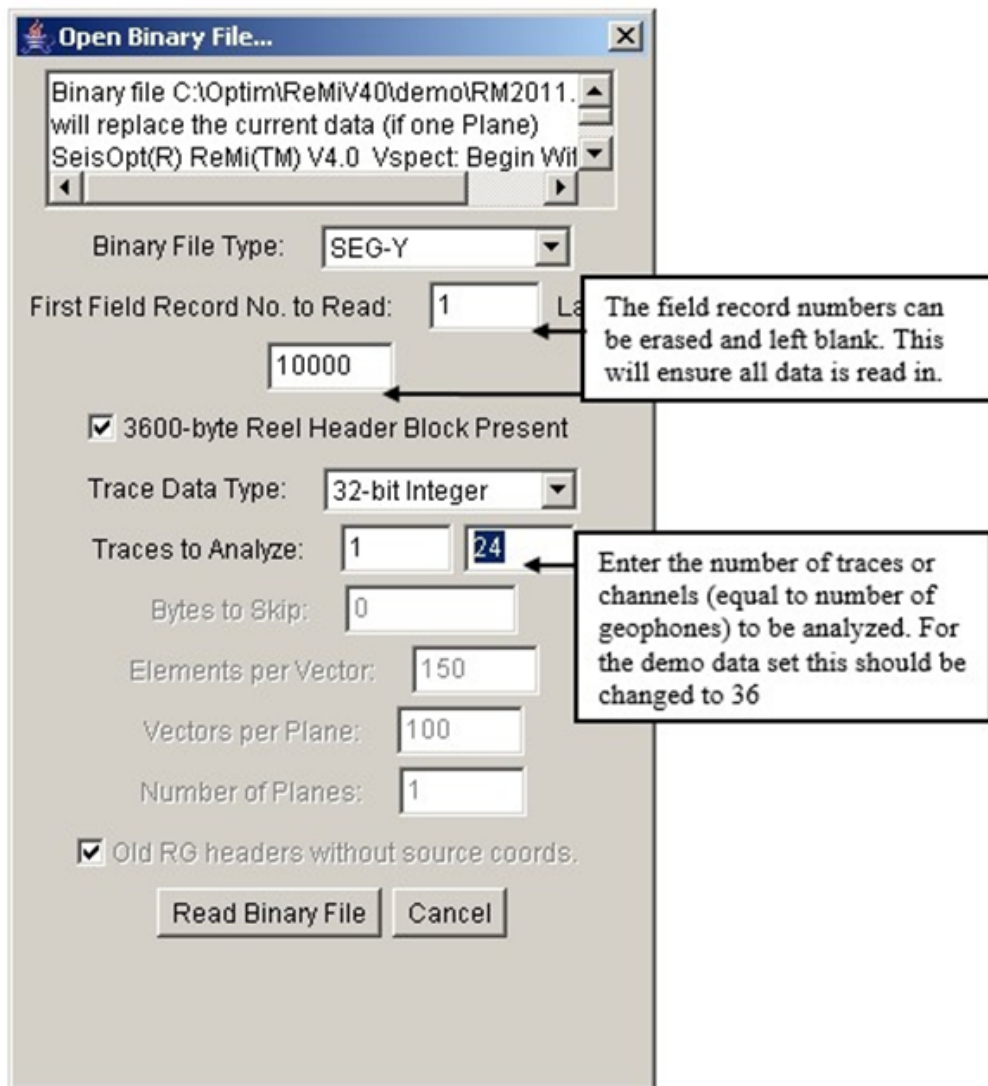 Open Binary File...
Binary file C:\Optim\ReMiV40\demo\RM2011.
will replace the current data (if one Plane)
SeisOpt(R) ReMi(TM) V4.0 Vspect: Begin
Binary File Type: SEG-Y
First Field Record No. to Read: 1
10000
The field record numbers can
be erased and left blank. This
will ensure all data is read in.
3600-byte Reel Header Block Present
Trace Data Type: 32-bit Integer
Traces to Analyze: 1 24
Enter the number of traces or
channels (equal to number of
geophones) to be analyzed. For
the demo data set this should be
changed to 36
Bytes to Skip: 0
Elements per Vector: 150
Vectors per Plane: 100
Number of Planes: 1
Old RG headers without source coords.
Read Binary File Cancel